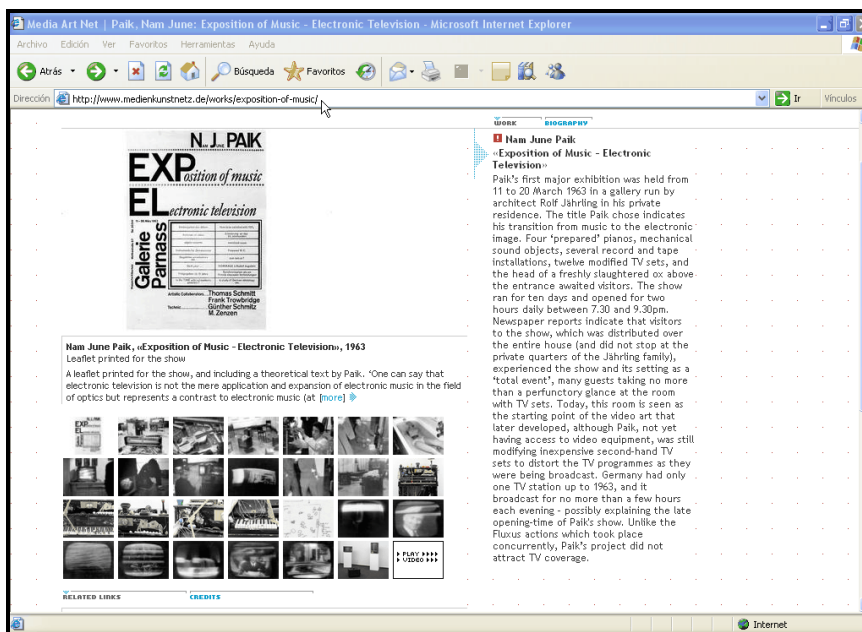 Media Art Net | Paik, Nam June: Exposition of Music - Electronic Television - Microsoft Internet Explorer
Archivo Edición Ver Favoritos Herramientas Ayuda
Atrás Búsqueda Favoritos
Dirección http://www.medienkunstnetz.de/works/exposition-of-music/ Ir Vínculos
N. J. PAIK
EXPosition of music
ELectronic television
Galerie
Parnass
Thomas Schmitt
Frank Trowbridge
Günther Schmitz
M. Zenzen
Nam June Paik, «Exposition of Music – Electronic Television», 1963
Leaflet printed for the show
A leaflet printed for the show, and including a theoretical text by Paik. ‘One can say that
electronic television is not the mere application and expansion of electronic music in the field
of optics but represents a contrast to electronic music (at [more]
PLAY
VIDEO
RELATED LINKS CREDITS
WORK BIOGRAPHY
Nam June Paik
«Exposition of Music – Electronic
Television»
Paik's first major exhibition was held from
11 to 20 March 1963 in a gallery run by
architect Rolf Jährling in his private
residence. The title Paik chose indicates
his transition from music to the electronic
image. Four ‘prepared’ pianos, mechanical
sound objects, several record and tape
installations, twelve modified TV sets, and
the head of a freshly slaughtered ox above
the entrance awaited visitors. The show
ran for ten days and opened for two
hours daily between 7.30 and 9.30pm.
Newspaper reports indicate that visitors
to the show, which was distributed over
the entire house (and did not stop at the
private quarters of the Jährling family),
experienced the show and its setting as a
‘total event’, many guests taking no more
than a perfunctory glance at the room
with TV sets. Today, this room is seen as
the starting point of the video art that
later developed, although Paik, not yet
having access to video equipment, was still
modifying inexpensive second-hand TV
sets to distort the TV programmes as they
were being broadcast. Germany had only
one TV station up to 1963, and it
broadcast for no more than a few hours
each evening - possibly explaining the late
opening-time of Paik's show. Unlike the
Fluxus actions which took place
concurrently, Paik's project did not
attract TV coverage.
Internet